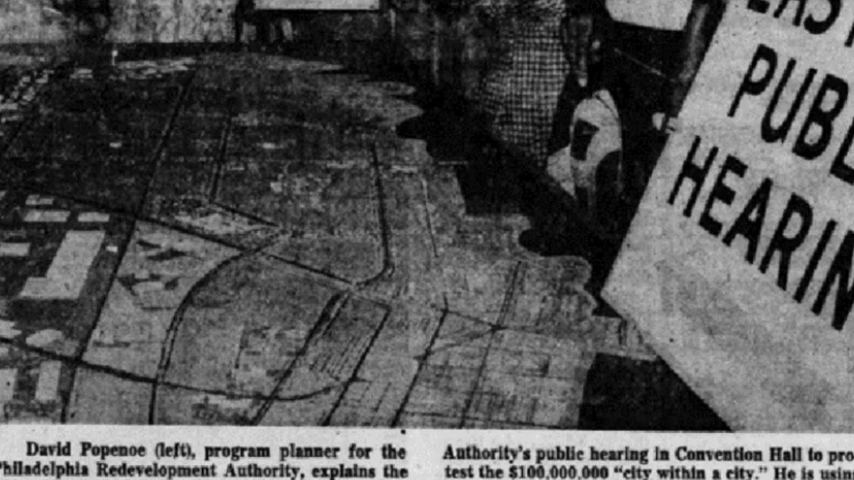 PUBL
HEARIN
David Popenoe (left), program planner for the
Philadelphia Redevelopment Authority, explains the
Authority's public hearing in Convention Hall to pro-
test the $100,000,000 "city within a city." He is using